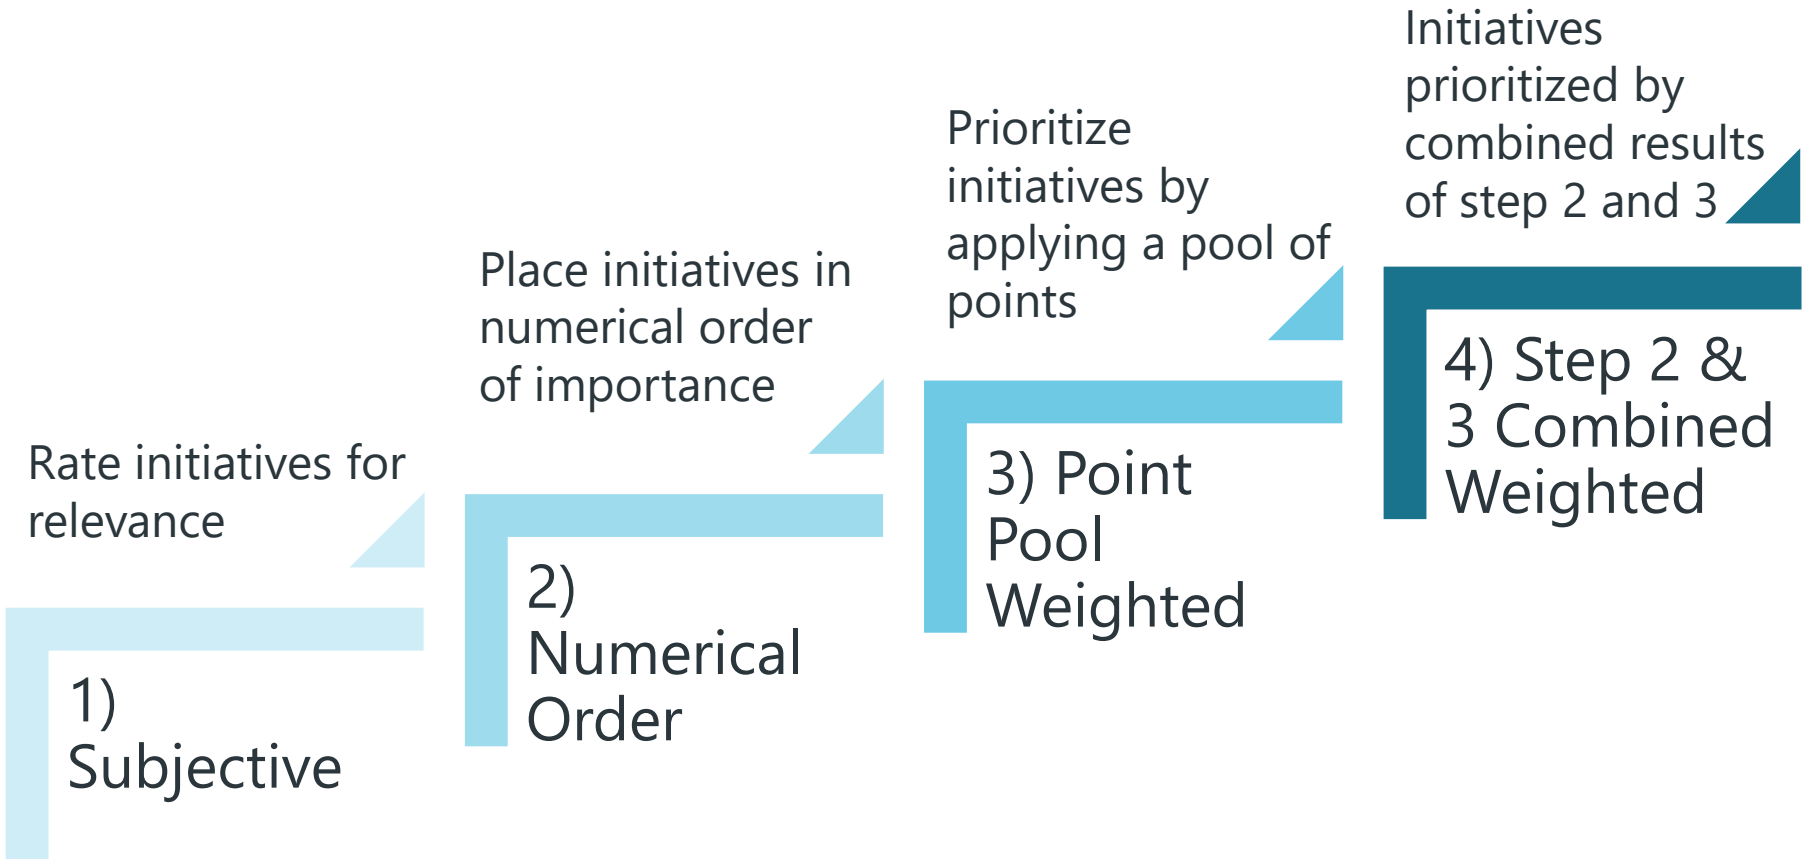 Rate initiatives for
relevance
1)
Subjective
Place initiatives in
numerical order
of importance
2)
Numerical
Order
Prioritize
initiatives by
applying a pool of
points
3) Point
Pool
Weighted
Initiatives
prioritized by
combined results
of step 2 and 3
4) Step 2 &
3 Combined
Weighted